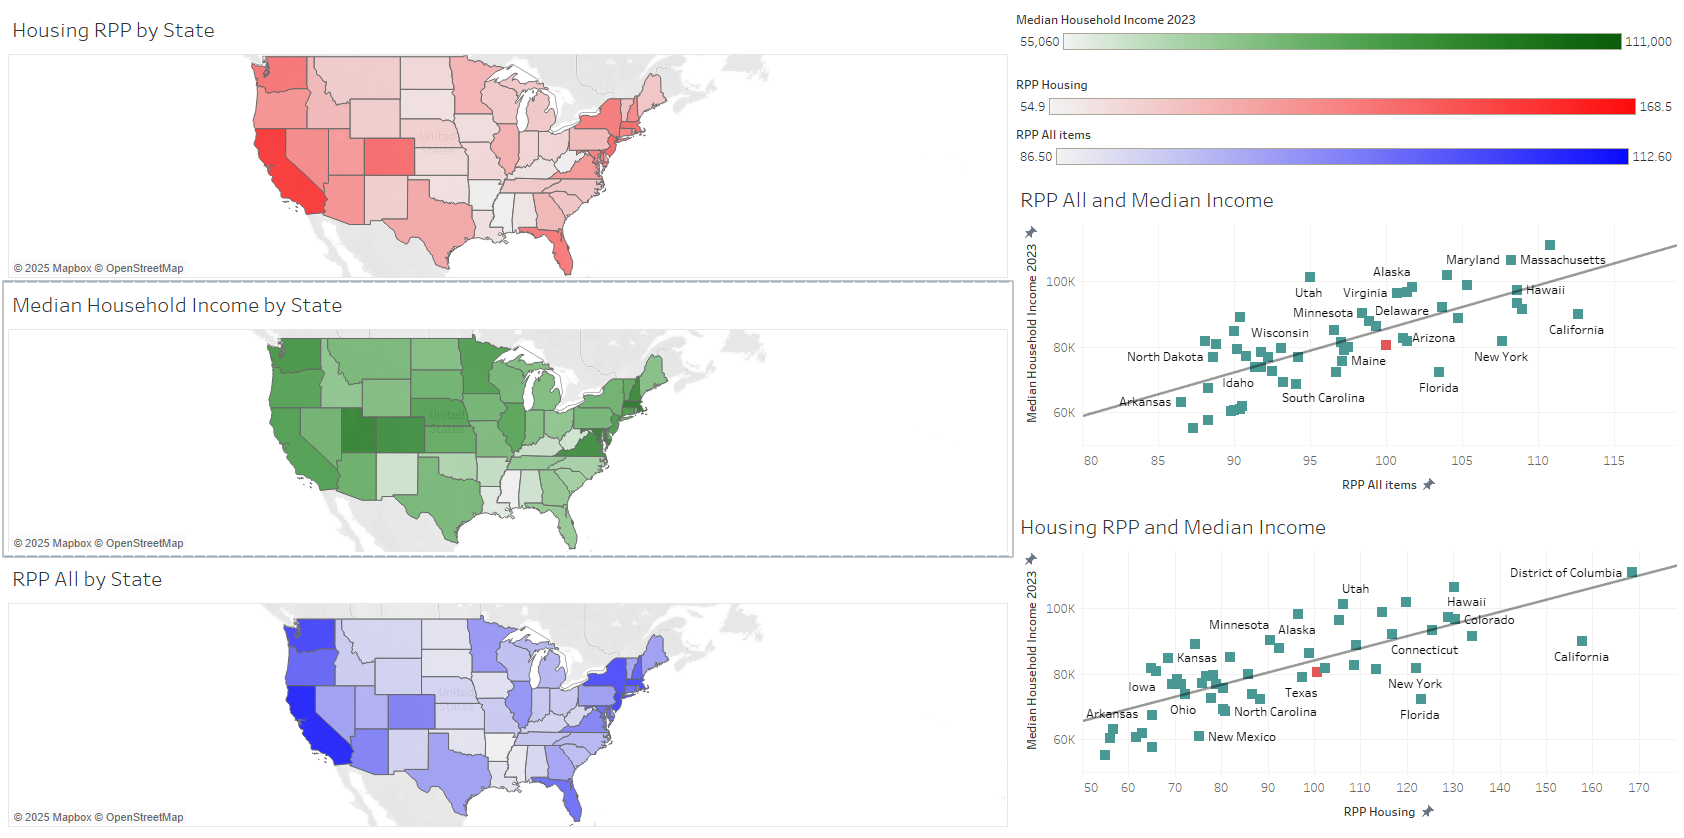 Housing RPP by State
United
States
© 2025 Mapbox © OpenStreetMap
Median Household Income by State
United
States
© 2025 Mapbox © OpenStreetMap
RPP All by State
United
States
© 2025 Mapbox © OpenStreetMap
Median Household Income 2023
55,060 111,000
RPP Housing
54.9 168.5
RPP All items
86.50 112.60
RPP All and Median Income
Median Household Income 2023
100K
80K
60K
Maryland Massachusetts
Alaska
Utah Virginia Hawaii
Minnesota Delaware
California
Wisconsin Arizona
North Dakota Maine New York
Idaho Florida
Arkansas South Carolina
80 85 90 95 100 105 110 115
RPP All items
Housing RPP and Median Income
Median Household Income 2023
100K
80K
60K
District of Columbia
Utah
Hawaii
Minnesota Alaska Colorado
Connecticut
Kansas California
Iowa Texas New York
Arkansas Ohio North Carolina Florida
New Mexico
50 60 70 80 90 100 110 120 130 140 150 160 170
RPP Housing